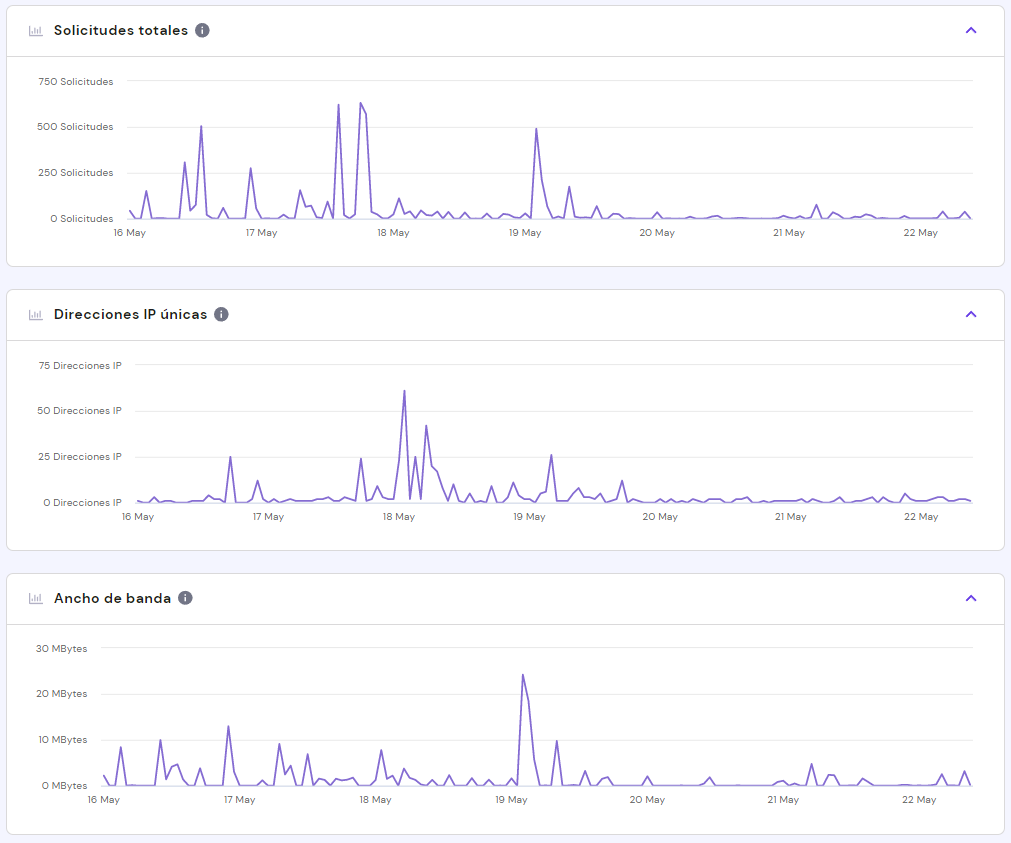 Solicitudes totales
750 Solicitudes
500 Solicitudes
250 Solicitudes
0 Solicitudes
16 May 17 May 18 May 19 May 20 May 21 May 22 May
Direcciones IP únicas
75 Direcciones IP
50 Direcciones IP
25 Direcciones IP
0 Direcciones IP
16 May 17 May 18 May 19 May 20 May 21 May 22 May
Ancho de banda
30 MBytes
20 MBytes
10 MBytes
0 MBytes
16 May 17 May 18 May 19 May 20 May 21 May 22 May